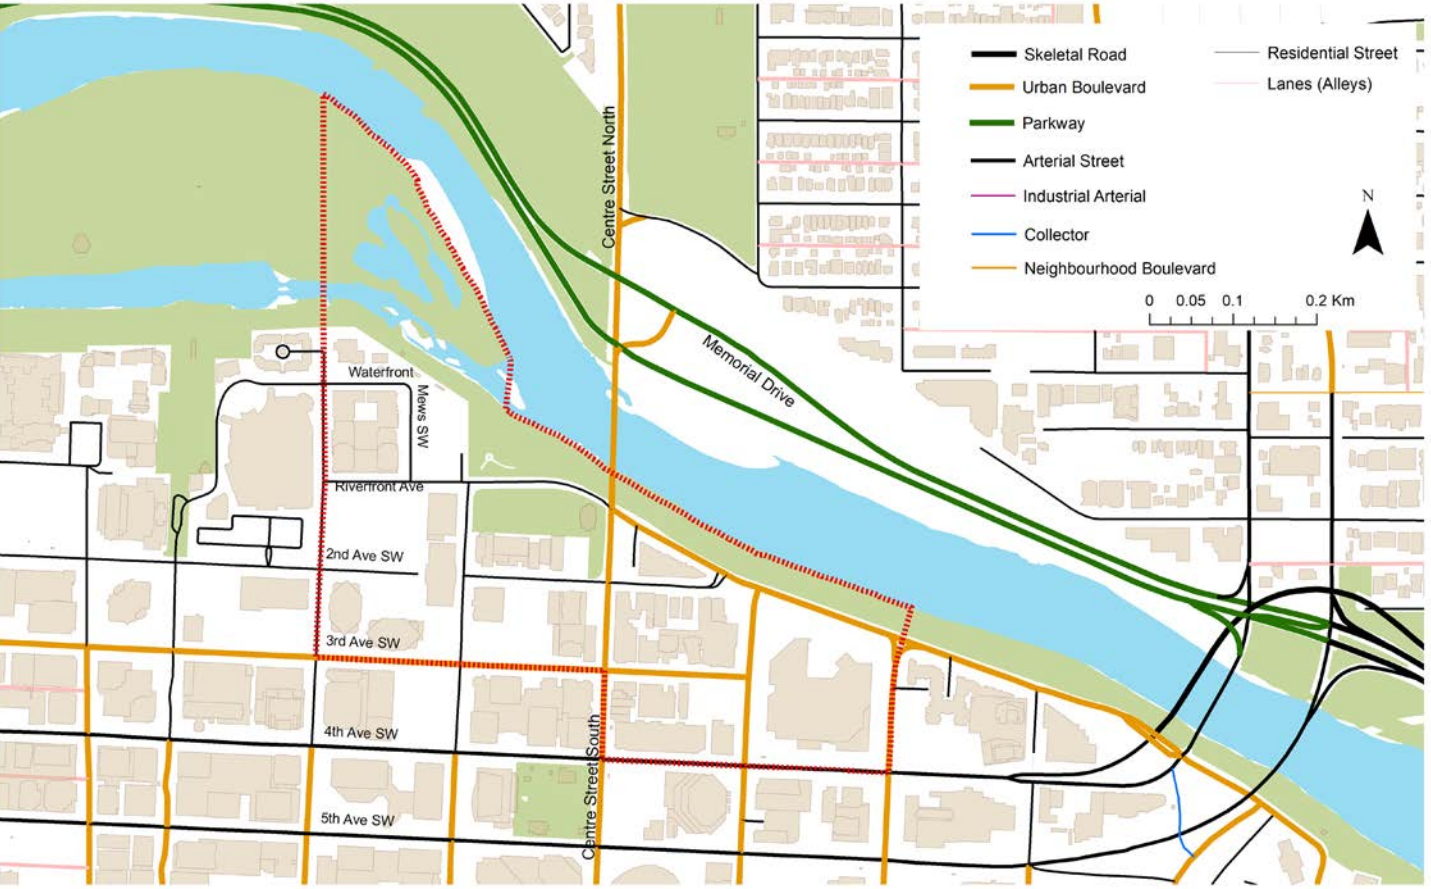 Skeletal Road
Urban Boulevard
Parkway
Arterial Street
Industrial Arterial
Collector
Neighbourhood Boulevard
Residential Street
Lanes (Alleys)
N
0 0.05 0.1 0.2 Km
Centre Street North
Memorial Drive
Waterfront
Mews SW
Riverfront Ave
2nd Ave SW
3rd Ave SW
4th Ave SW
Centre Street South
5th Ave SW